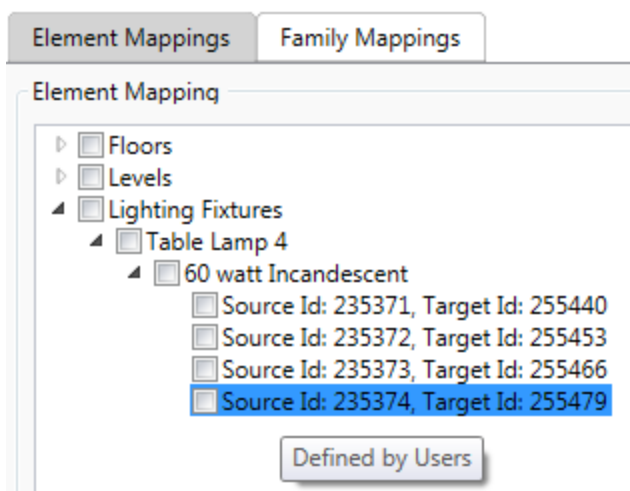 Element Mappings Family Mappings
Element Mapping
Floors
Levels
Lighting Fixtures
Table Lamp 4
60 watt Incandescent
Source Id: 235371, Target Id: 255440
Source Id: 235372, Target Id: 255453
Source Id: 235373, Target Id: 255466
Source Id: 235374, Target Id: 255479
Defined by Users